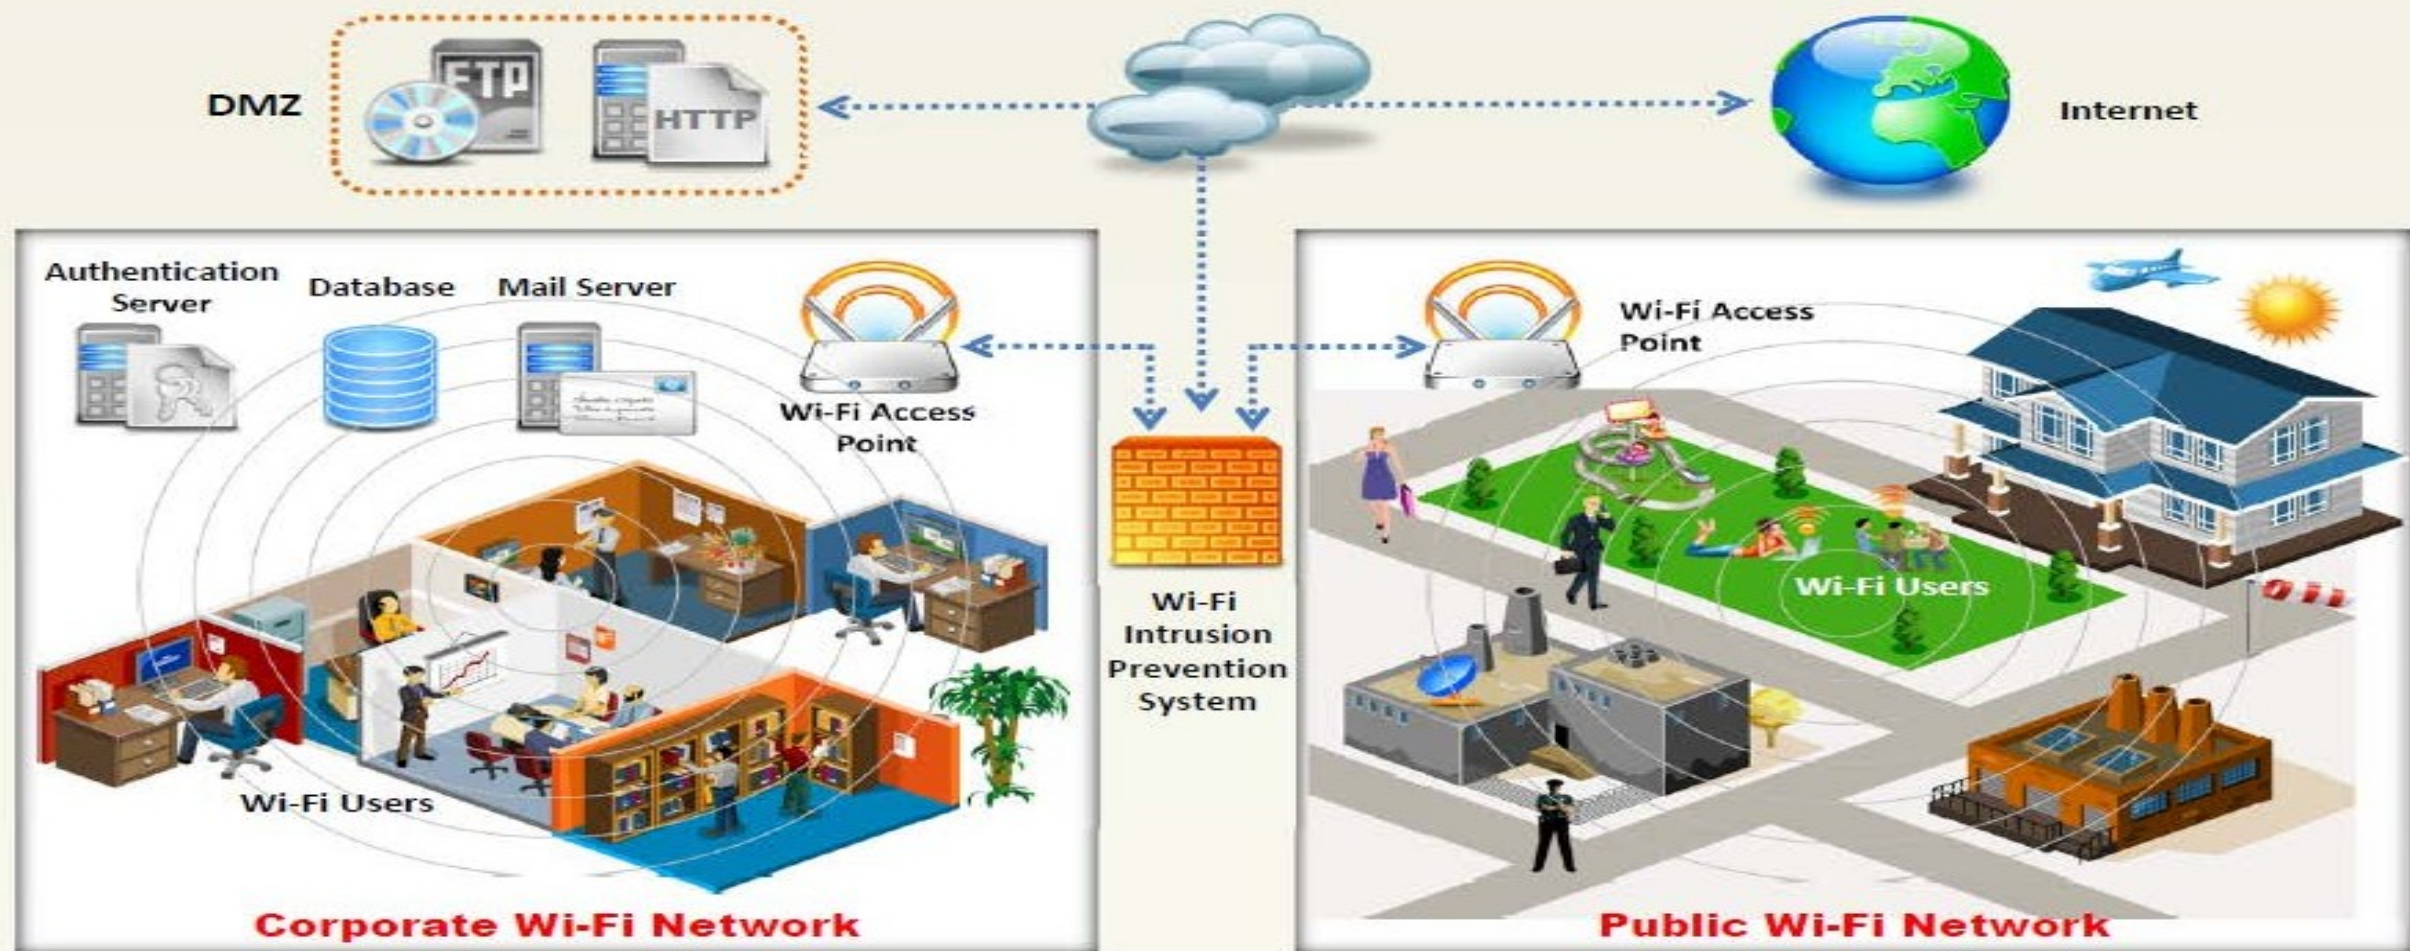 DMZ
FTP
HTTP
Internet
Authentication
Server
Database
Mail Server
Wi-Fi Access
Point
Wi-Fi Users
Corporate Wi-Fi Network
Wi-Fi
Intrusion
Prevention
System
Wi-Fi Access
Point
Wi-Fi Users
Public Wi-Fi Network